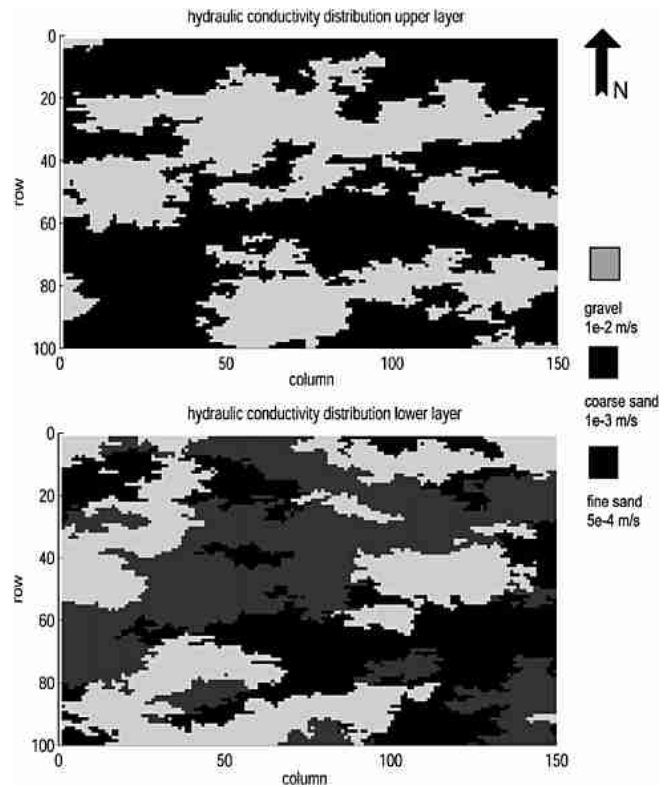 hydraulic conductivity distribution upper layer
0
20
40
60
80
100
row
0
50
100
150
column
N
gravel
1e-2 m/s
coarse sand
1e-3 m/s
fine sand
5e-4 m/s
hydraulic conductivity distribution lower layer
0
20
40
60
80
100
row
0
50
100
150
column